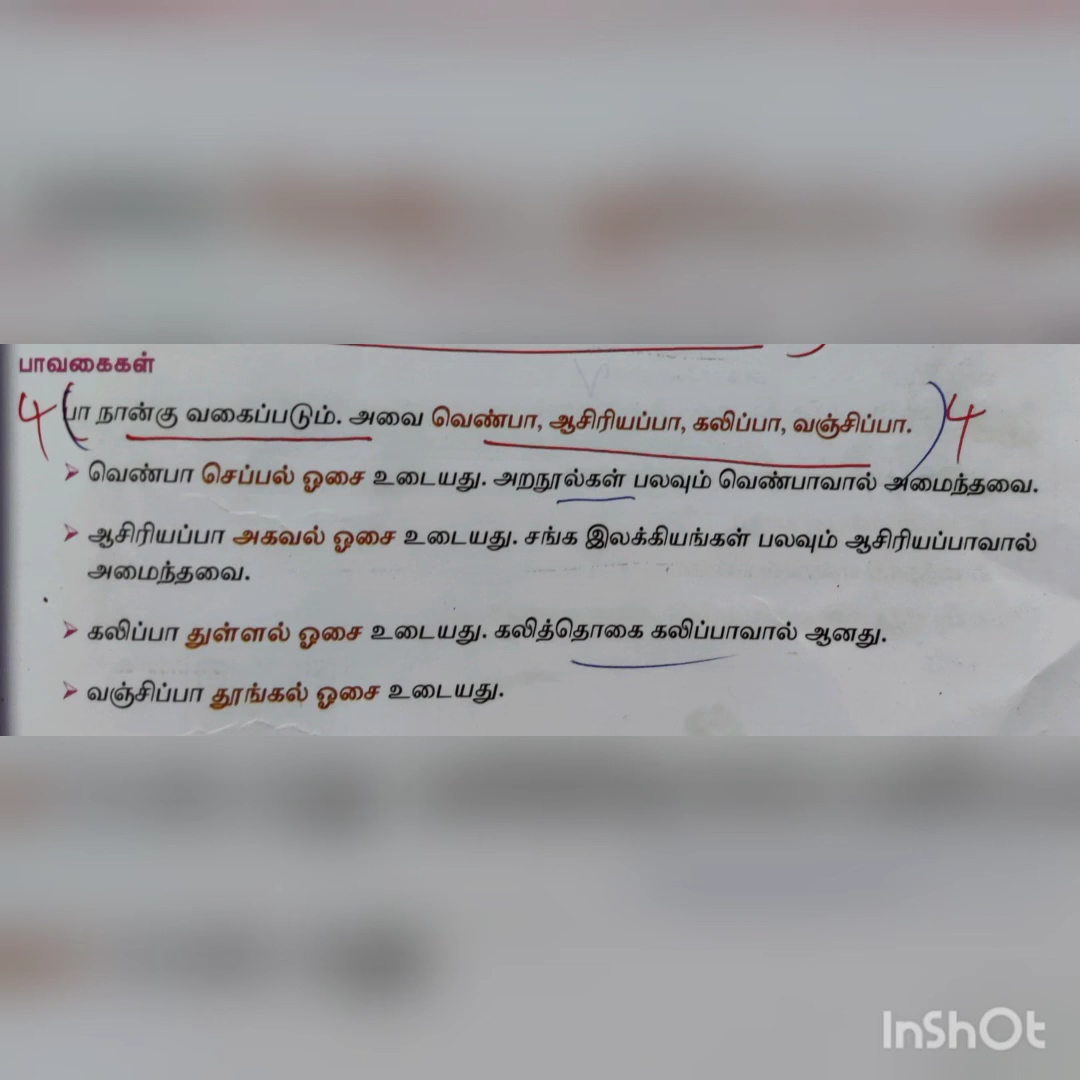 பாவகைகள்
4 (பா நான்கு வகைப்படும். அவை வெண்பா, ஆசிரியப்பா, கலிப்பா, வஞ்சிப்பா. ) 4
➤ வெண்பா செப்பல் ஓசை உடையது. அறநூல்கள் பலவும் வெண்பாவால் அமைந்தவை.
➤ ஆசிரியப்பா அகவல் ஓசை உடையது. சங்க இலக்கியங்கள் பலவும் ஆசிரியப்பாவால்
அமைந்தவை.
➤ கலிப்பா துள்ளல் ஓசை உடையது. கலித்தொகை கலிப்பாவால் ஆனது.
➤ வஞ்சிப்பா தூங்கல் ஓசை உடையது.
InShOt